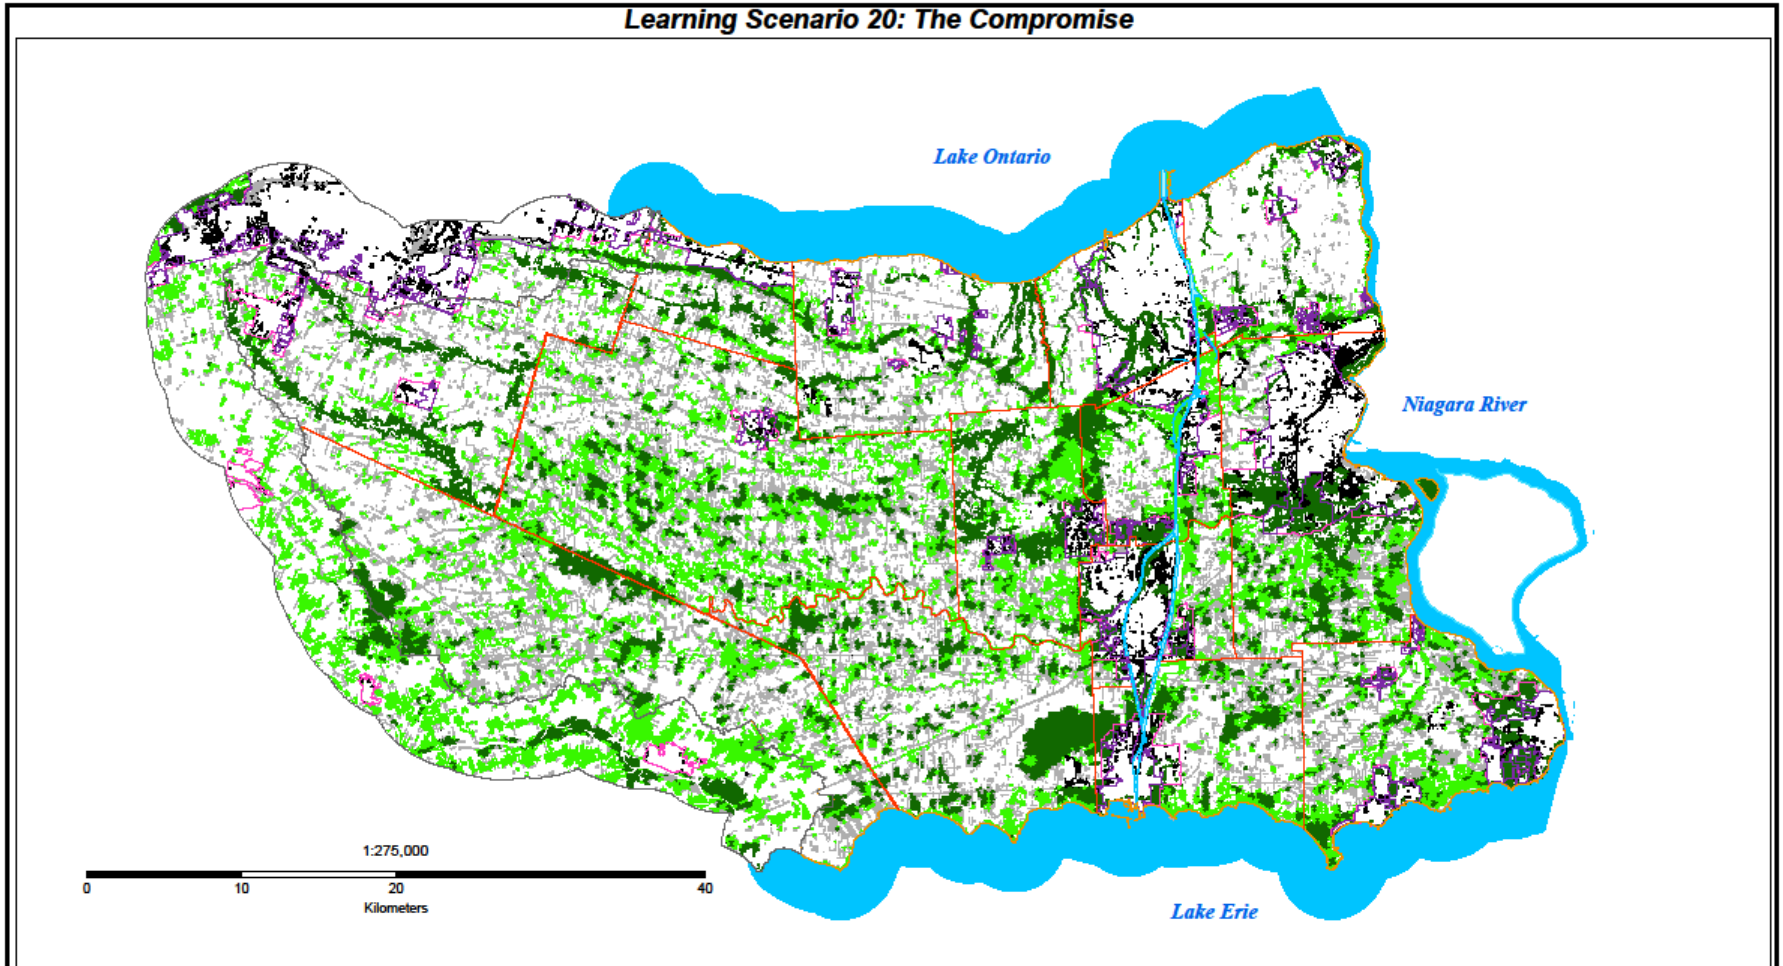 Learning Scenario 20: The Compromise
Lake Ontario
Niagara River
1:275,000
0 10 20 40
Kilometers
Lake Erie